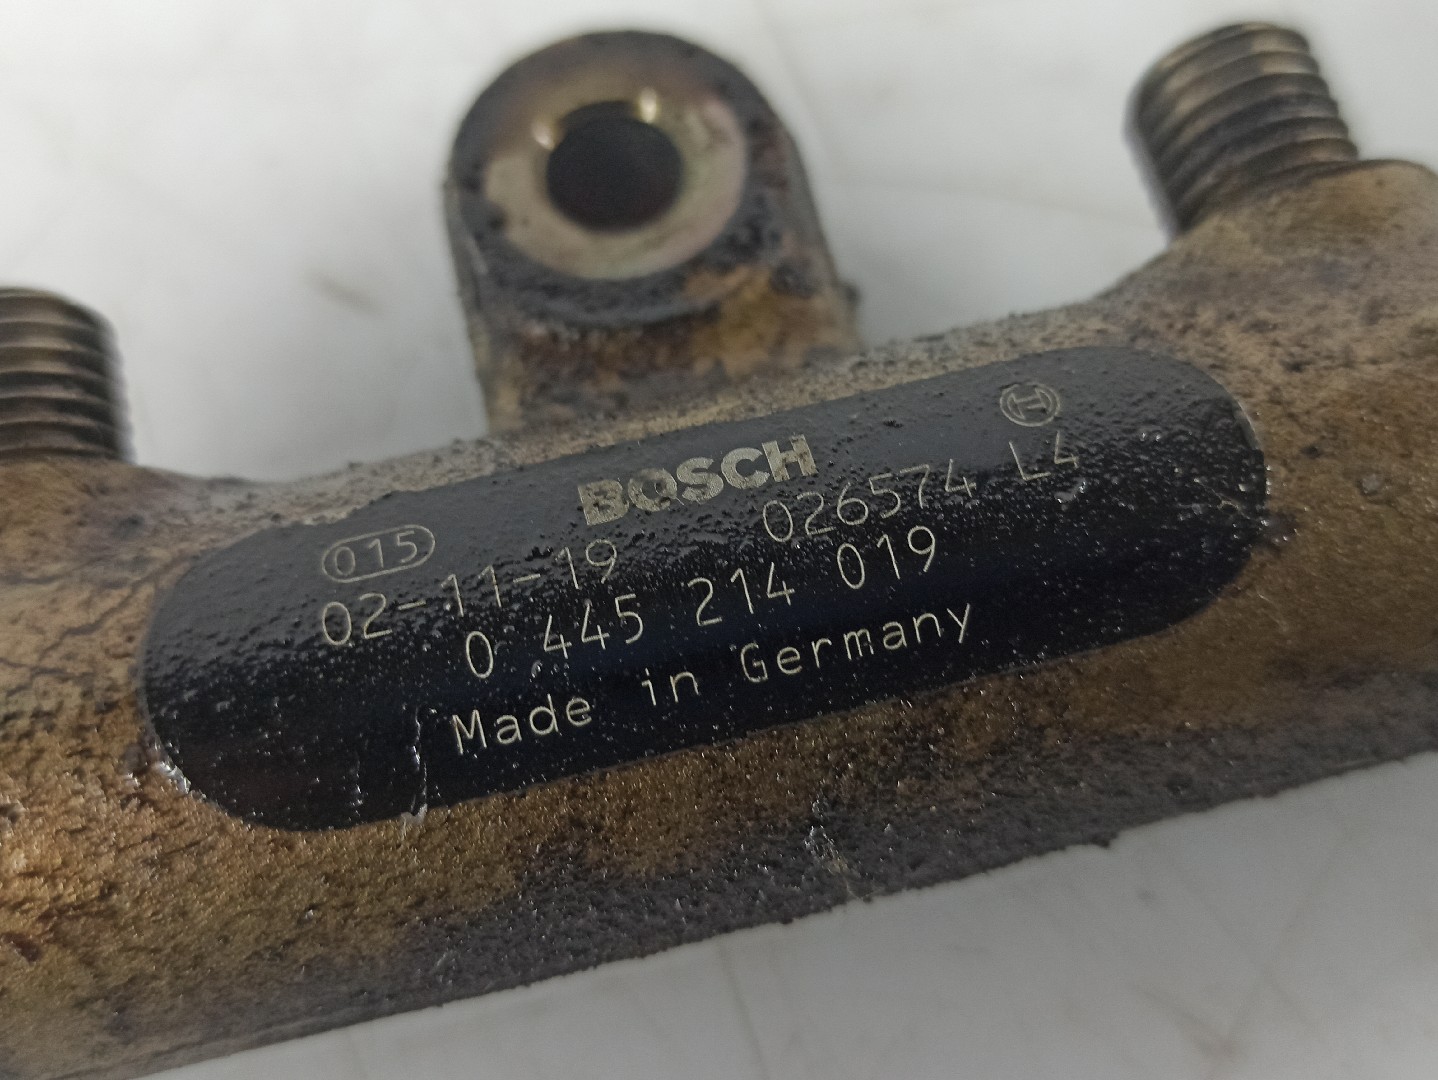 BOSCH
015
02-11-19 026574 L4
0 445 214 019
Made in Germany